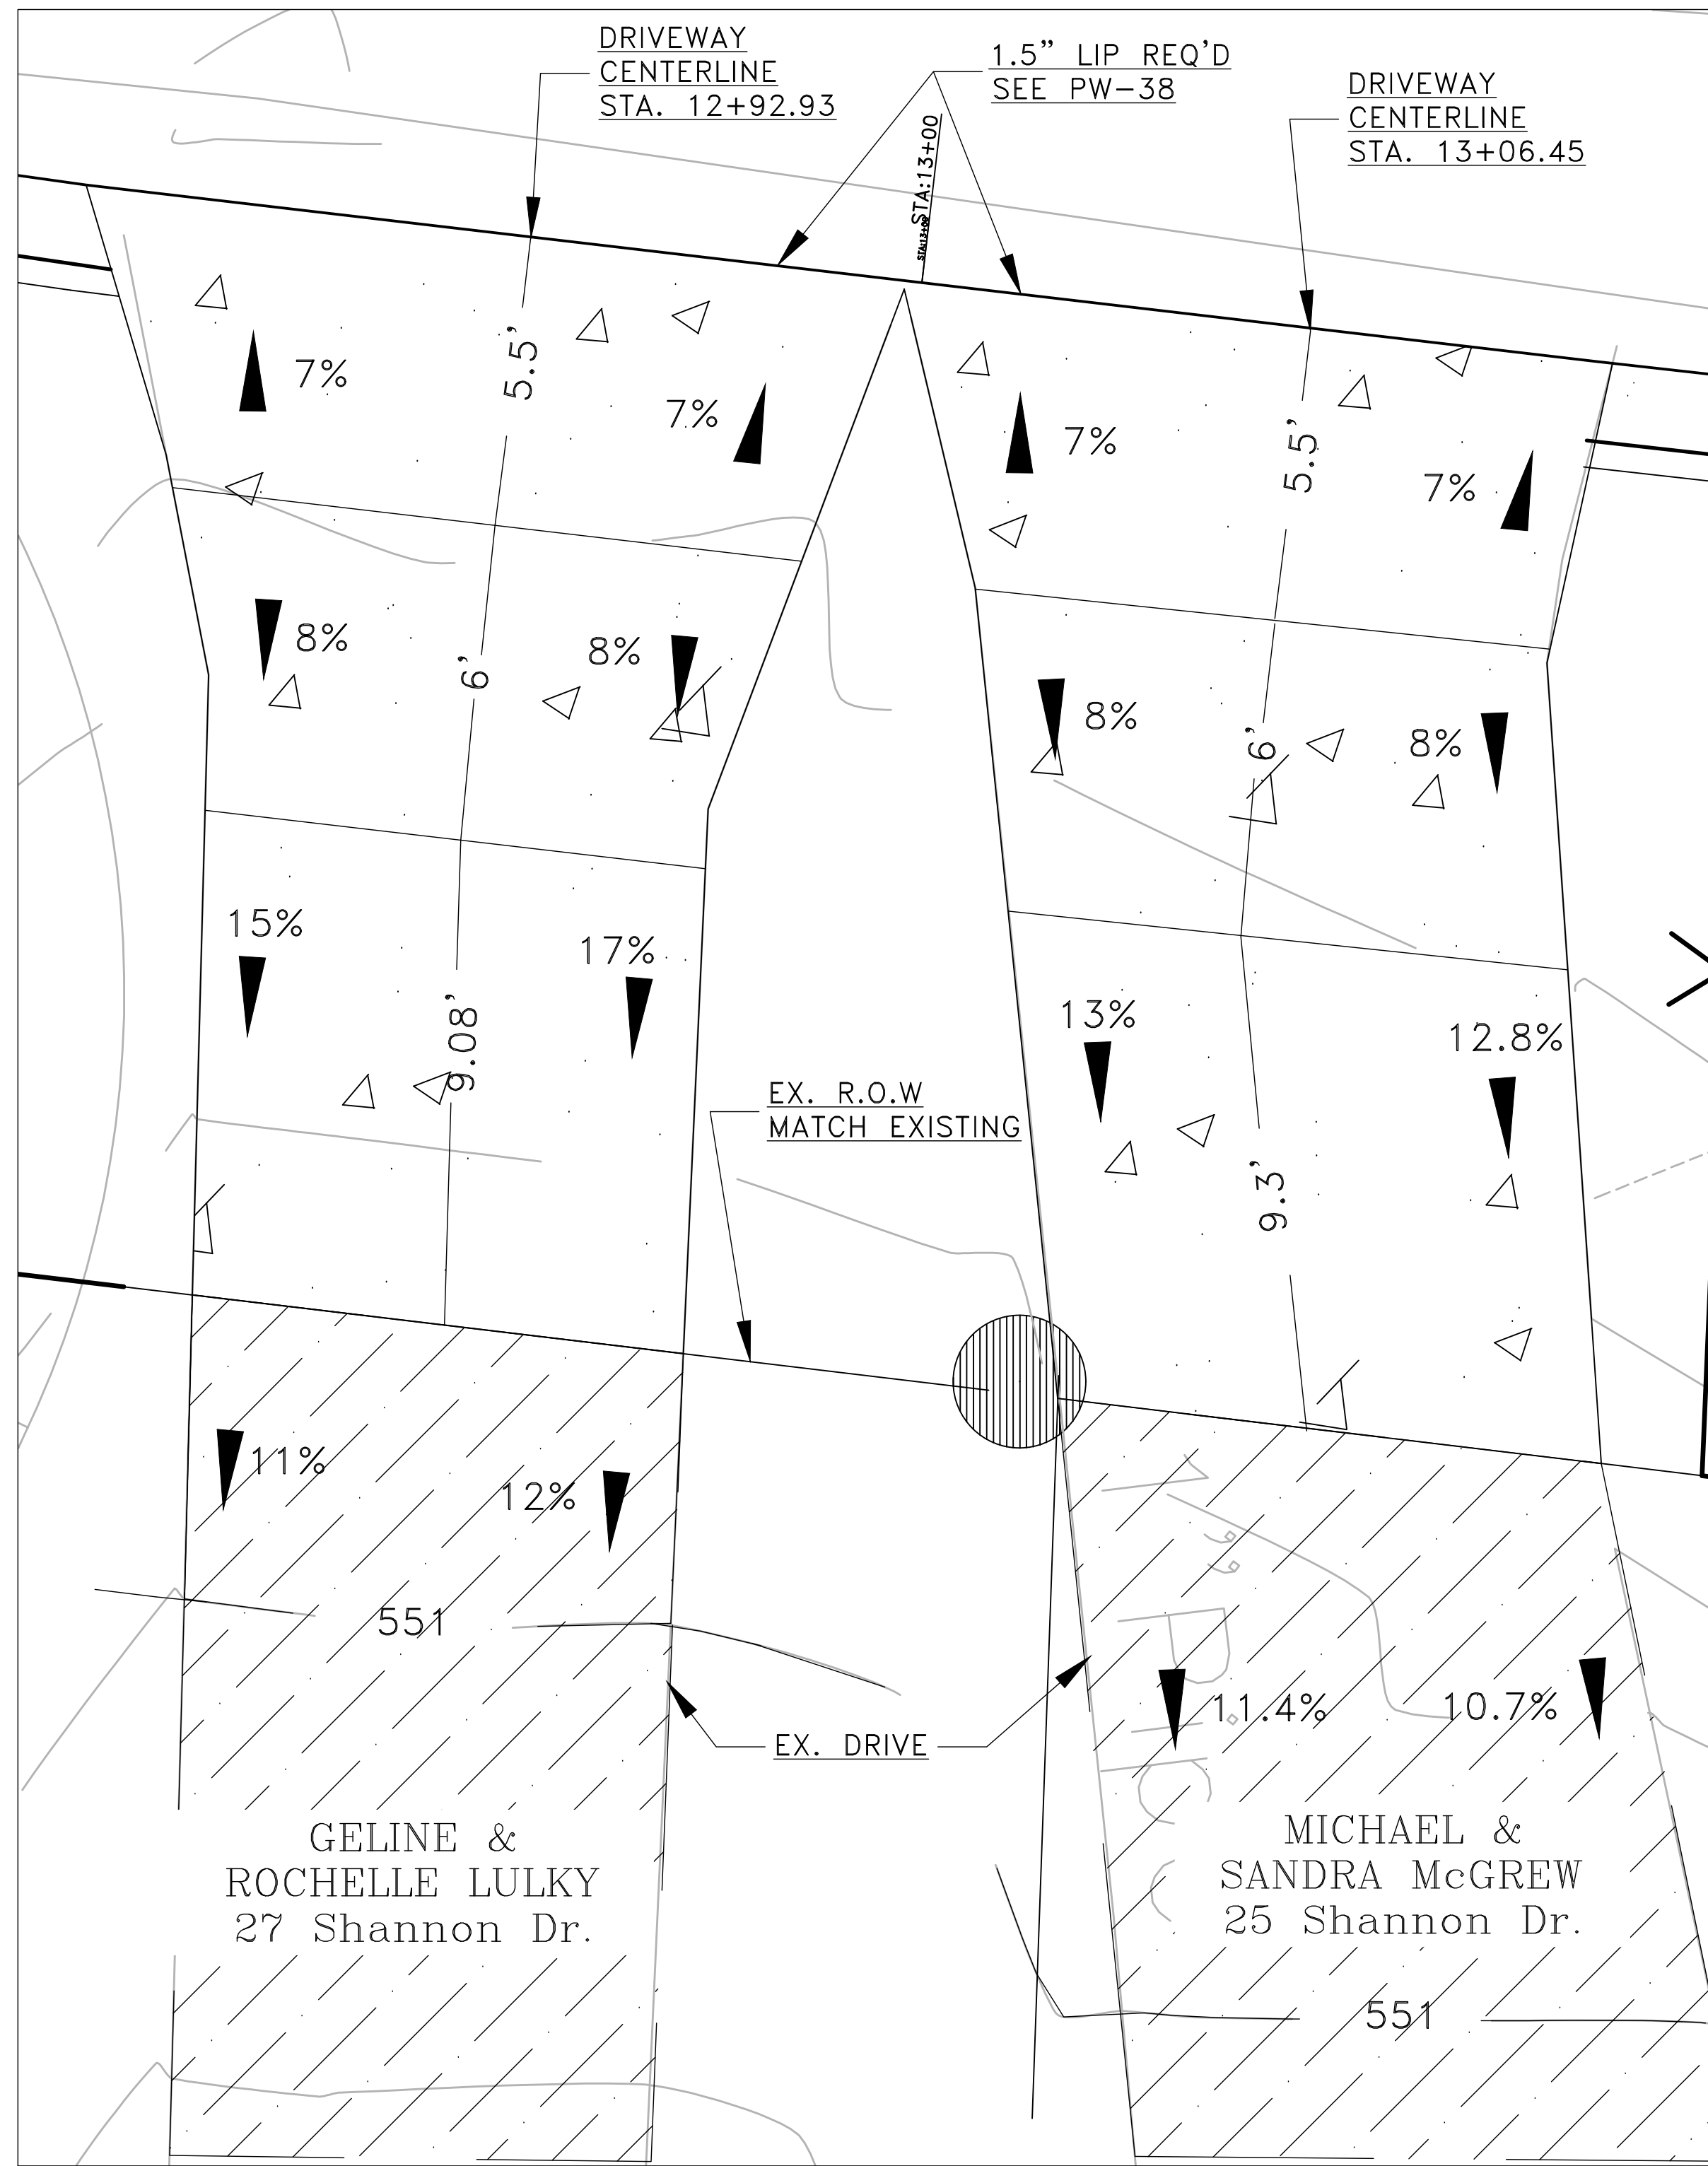 DRIVEWAY
CENTERLINE
STA. 12+92.93
1.5” LIP REQ'D
SEE PW-38
DRIVEWAY
CENTERLINE
STA. 13+06.45
STA:13+00
STA:13+00
5.5'
7%
7%
5.5'
7%
7%
6'
8%
8%
6'
8%
8%
15%
17%
9.08'
13%
12.8%
9.3'
EX. R.O.W
MATCH EXISTING
11%
12%
551
EX. DRIVE
11.4%
10.7%
GELINE &
ROCHELLE LULKY
27 Shannon Dr.
MICHAEL &
SANDRA McGREW
25 Shannon Dr.
551